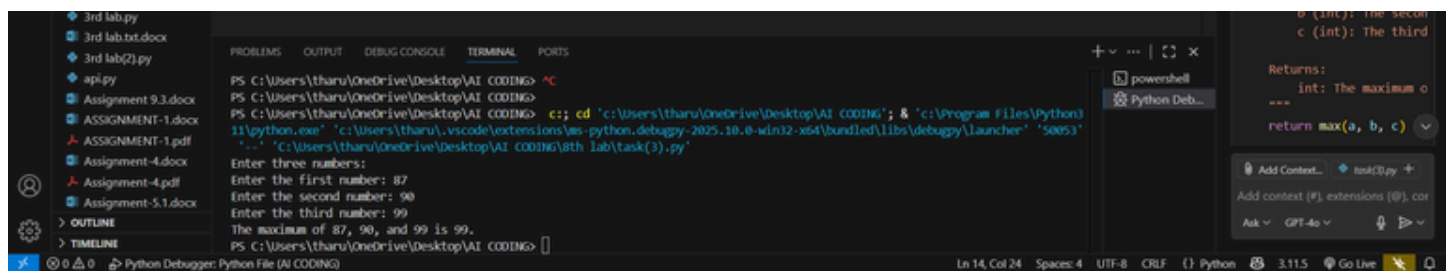 3rd lab.py
3rd lab.txt.docx
3rd lab(2).py
api.py
Assignment 9.3.docx
ASSIGNMENT-1.docx
ASSIGNMENT-1.pdf
Assignment-4.docx
Assignment-4.pdf
Assignment-5.1.docx
OUTLINE
TIMELINE
PROBLEMS OUTPUT DEBUG CONSOLE TERMINAL PORTS
PS C:\Users\tharu\OneDrive\Desktop\AI CODING> ^C
PS C:\Users\tharu\OneDrive\Desktop\AI CODING>
PS C:\Users\tharu\OneDrive\Desktop\AI CODING> c:; cd 'c:\Users\tharu\OneDrive\Desktop\AI CODING'; & 'c:\Program Files\Python3
11\python.exe' 'c:\Users\tharu\.vscode\extensions\ms-python.debugpy-2025.10.0-win32-x64\bundled\libs\debugpy\launcher' '50053'
'--' 'C:\Users\tharu\OneDrive\Desktop\AI CODING\8th lab\task(3).py'
Enter three numbers:
Enter the first number: 87
Enter the second number: 90
Enter the third number: 99
The maximum of 87, 90, and 99 is 99.
PS C:\Users\tharu\OneDrive\Desktop\AI CODING>
powershell
Python Deb...
b (int): The secon
c (int): The third
Returns:
int: The maximum o
"""
return max(a, b, c)
Add Context... task(3).py +
Add context (#), extensions (@), cor
Ask GPT-4o
0 0 Python Debugger: Python File (AI CODING)
Ln 14, Col 24 Spaces: 4 UTF-8 CRLF {} Python 3.11.5 Go Live